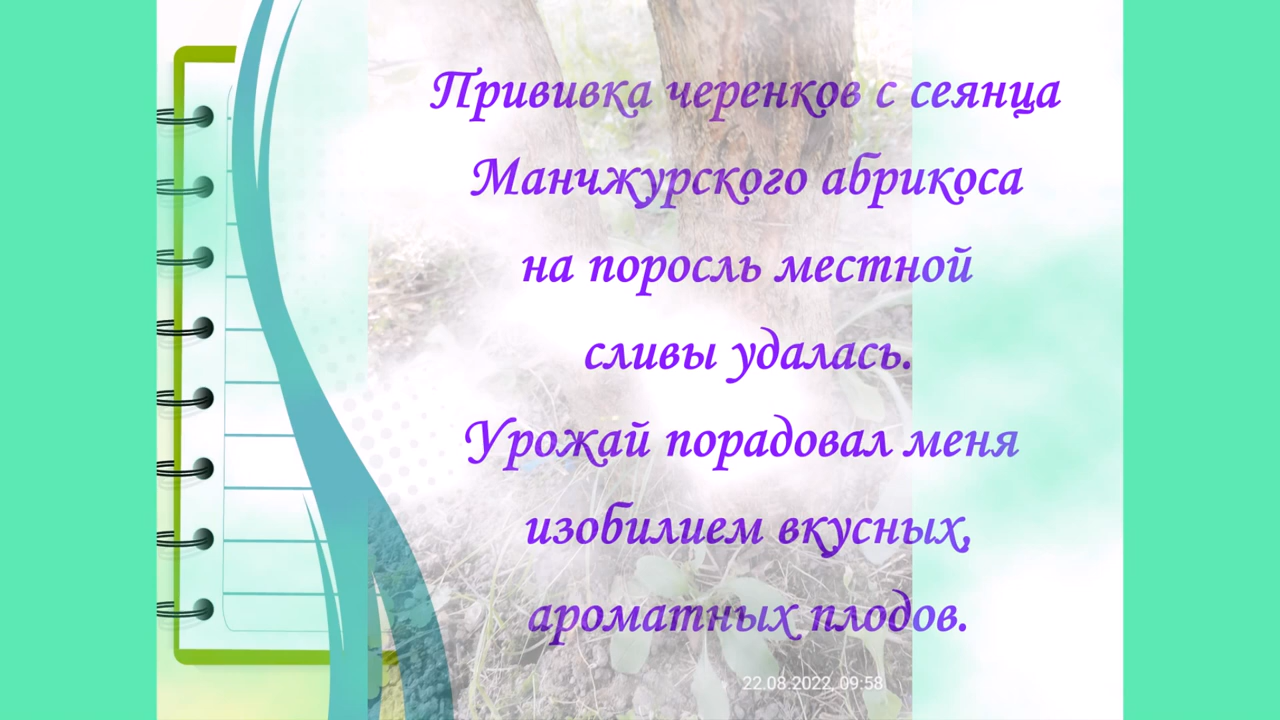 Прививка черенков с сеянца
Манчжурского абрикоса
на поросль местной
сливы удалась.
Урожай порадовал меня
изобилием вкусных,
ароматных плодов.
22.08.2022, 09:58